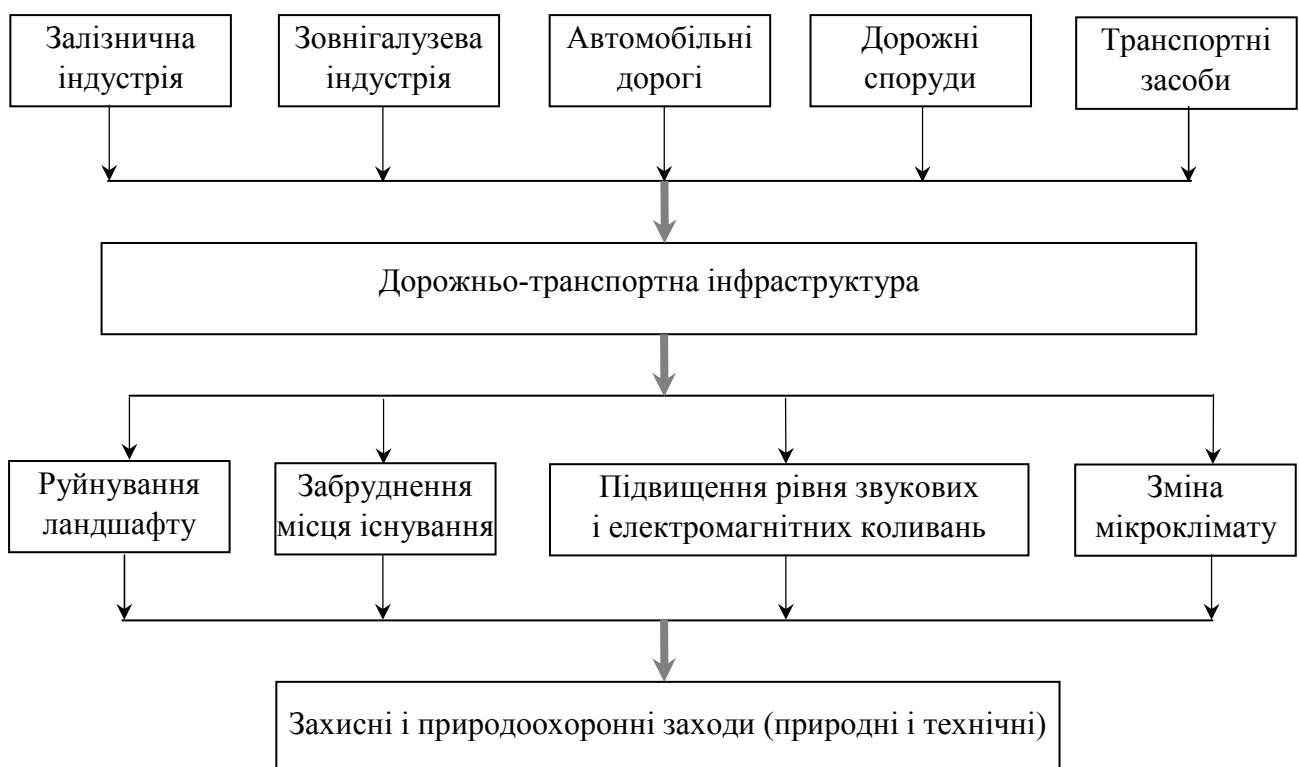 Залізнична
індустрія
Зовнігалузева
індустрія
Автомобільні
дорогі
Дорожні
споруди
Транспортні
засоби
Дорожньо-транспортна інфраструктура
Руйнування
ландшафту
Забруднення
місця існування
Підвищення рівня звукових
і електромагнітних коливань
Зміна
мікроклімату
Захисні і природоохоронні заходи (природні і технічні)